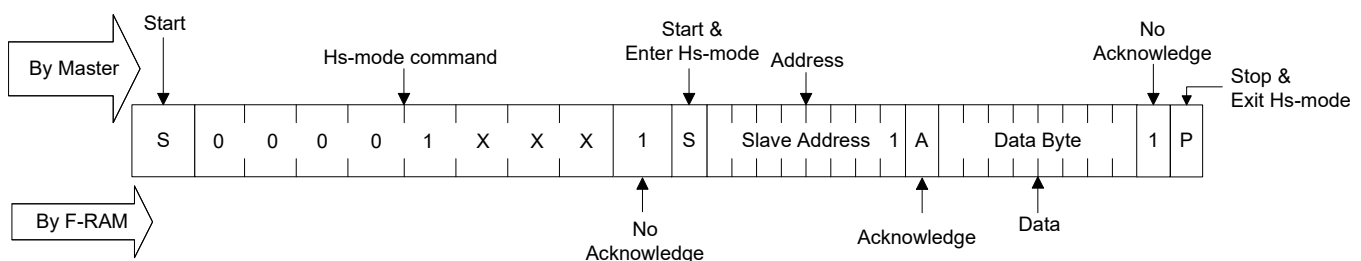 Start
By Master
Hs-mode command
Start &
Enter Hs-mode
Address
No
Acknowledge
Stop &
Exit Hs-mode
S 0 0 0 0 1 X X X 1 S Slave Address 1 A Data Byte 1 P
By F-RAM
No
Acknowledge
Acknowledge
Data